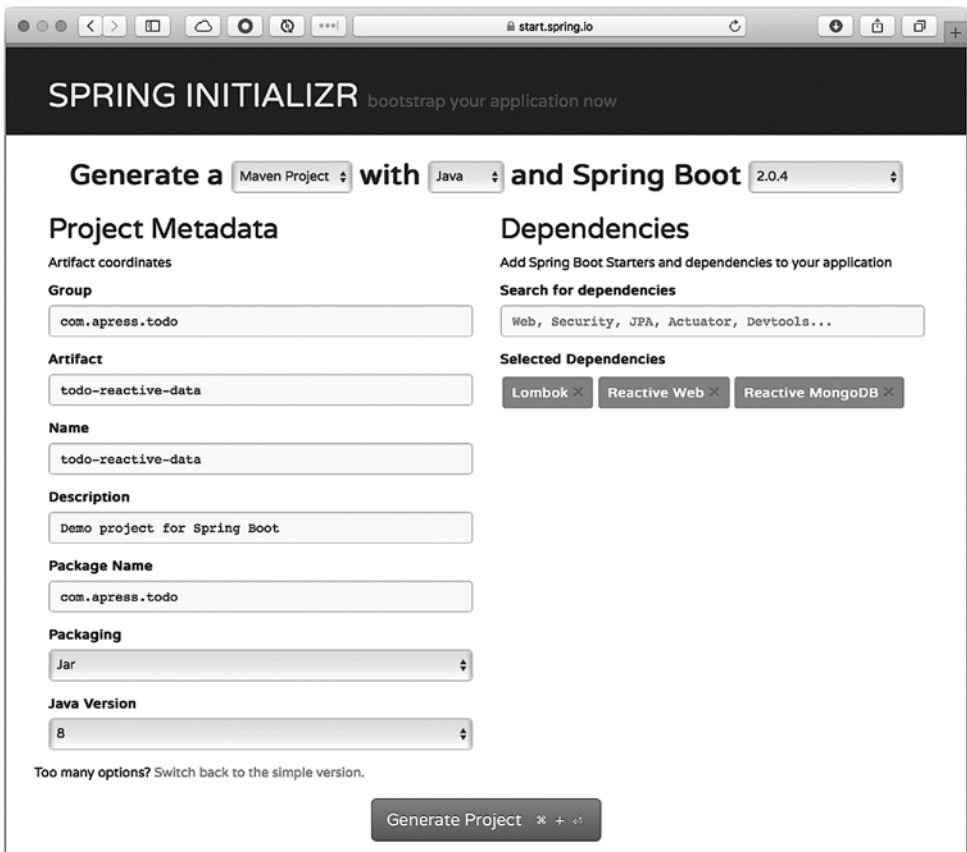 start.spring.io
SPRING INITIALIZR bootstrap your application now
Generate a Maven Project with Java and Spring Boot 2.0.4
Project Metadata
Artifact coordinates
Group
com.apress.todo
Artifact
todo-reactive-data
Name
todo-reactive-data
Description
Demo project for Spring Boot
Package Name
com.apress.todo
Packaging
Jar
Java Version
8
Too many options? Switch back to the simple version.
Dependencies
Add Spring Boot Starters and dependencies to your application
Search for dependencies
Web, Security, JPA, Actuator, Devtools...
Selected Dependencies
Lombok × Reactive Web × Reactive MongoDB ×
Generate Project ⌘ + ⏎